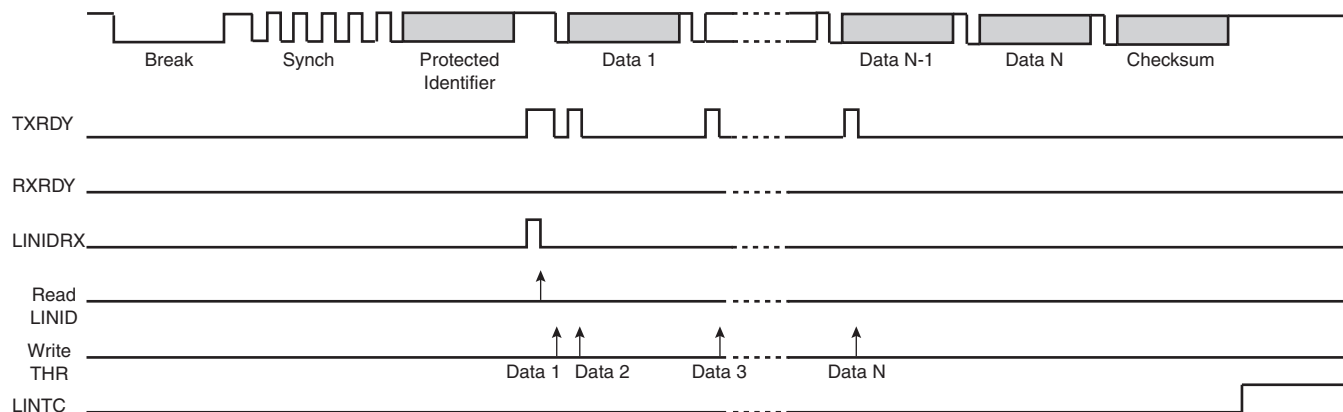 Break Synch Protected Data 1 Data N-1 Data N Checksum
Identifier
TXRDY
RXRDY
LINIDRX
Read
LINID
Write
THR
Data 1 Data 2 Data 3 Data N
LINTC